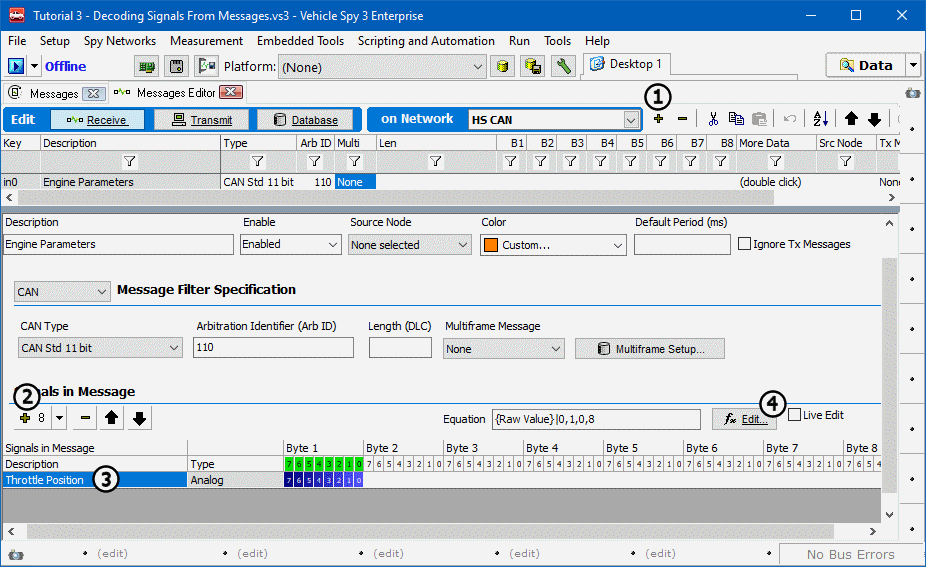 Tutorial 3 - Decoding Signals From Messages.vs3 - Vehicle Spy 3 Enterprise
File Setup Spy Networks Measurement Embedded Tools Scripting and Automation Run Tools Help
Offline Platform: (None) Desktop 1 Data
Messages Messages Editor
1
Edit Receive Transmit Database on Network HS CAN
Key Description Type Arb ID Multi Len B1 B2 B3 B4 B5 B6 B7 B8 More Data Src Node Tx M
in0 Engine Parameters CAN Std 11 bit 110 None (double click) None
Description Enable Source Node Color Default Period (ms)
Engine Parameters Enabled None selected Custom... Ignore Tx Messages
CAN Message Filter Specification
CAN Type Arbitration Identifier (Arb ID) Length (DLC) Multiframe Message
CAN Std 11 bit 110 None Multiframe Setup...
2 gnals in Message
8 Equation {Raw Value}|0,1,0,8 fx Edit... 4 Live Edit
Signals in Message Byte 1 Byte 2 Byte 3 Byte 4 Byte 5 Byte 6 Byte 7 Byte 8
Description Type 7 6 5 4 3 2 1 0 7 6 5 4 3 2 1 0 7 6 5 4 3 2 1 0 7 6 5 4 3 2 1 0 7 6 5 4 3 2 1 0 7 6 5 4 3 2 1 0 7 6 5 4 3 2 1 0 7 6 5 4
Throttle Position 3 Analog 7 6 5 4 3 2 1 0
(edit) (edit) (edit) (edit) (edit) No Bus Errors